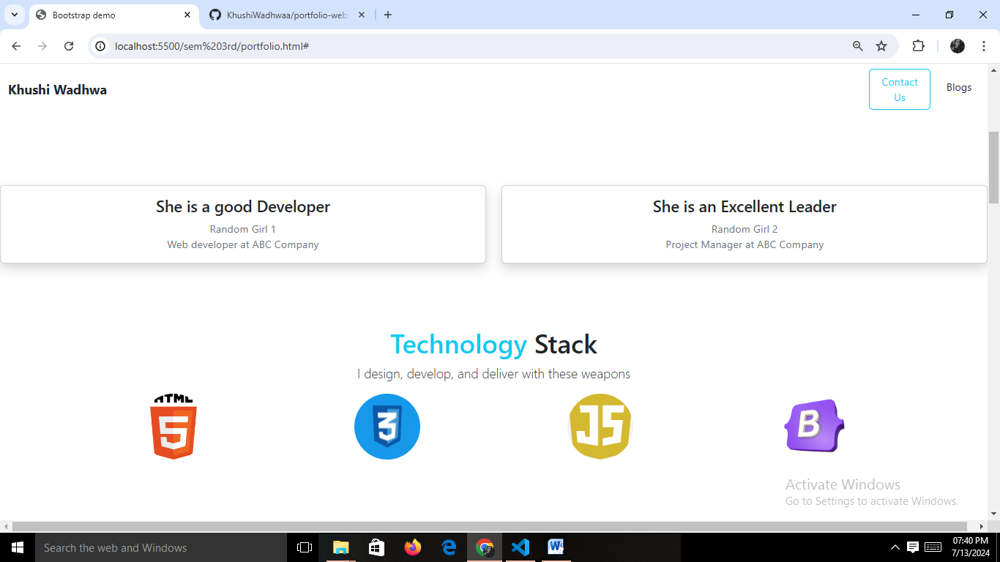 Bootstrap demo
KhushiWadhwaa/portfolio-webs
localhost:5500/sem%203rd/portfolio.html#
Khushi Wadhwa
Contact
Us
Blogs
She is a good Developer
Random Girl 1
Web developer at ABC Company
She is an Excellent Leader
Random Girl 2
Project Manager at ABC Company
Technology Stack
I design, develop, and deliver with these weapons
HTML
5
3
JS
B
Activate Windows
Go to Settings to activate Windows.
Search the web and Windows
W
07:40 PM
7/13/2024